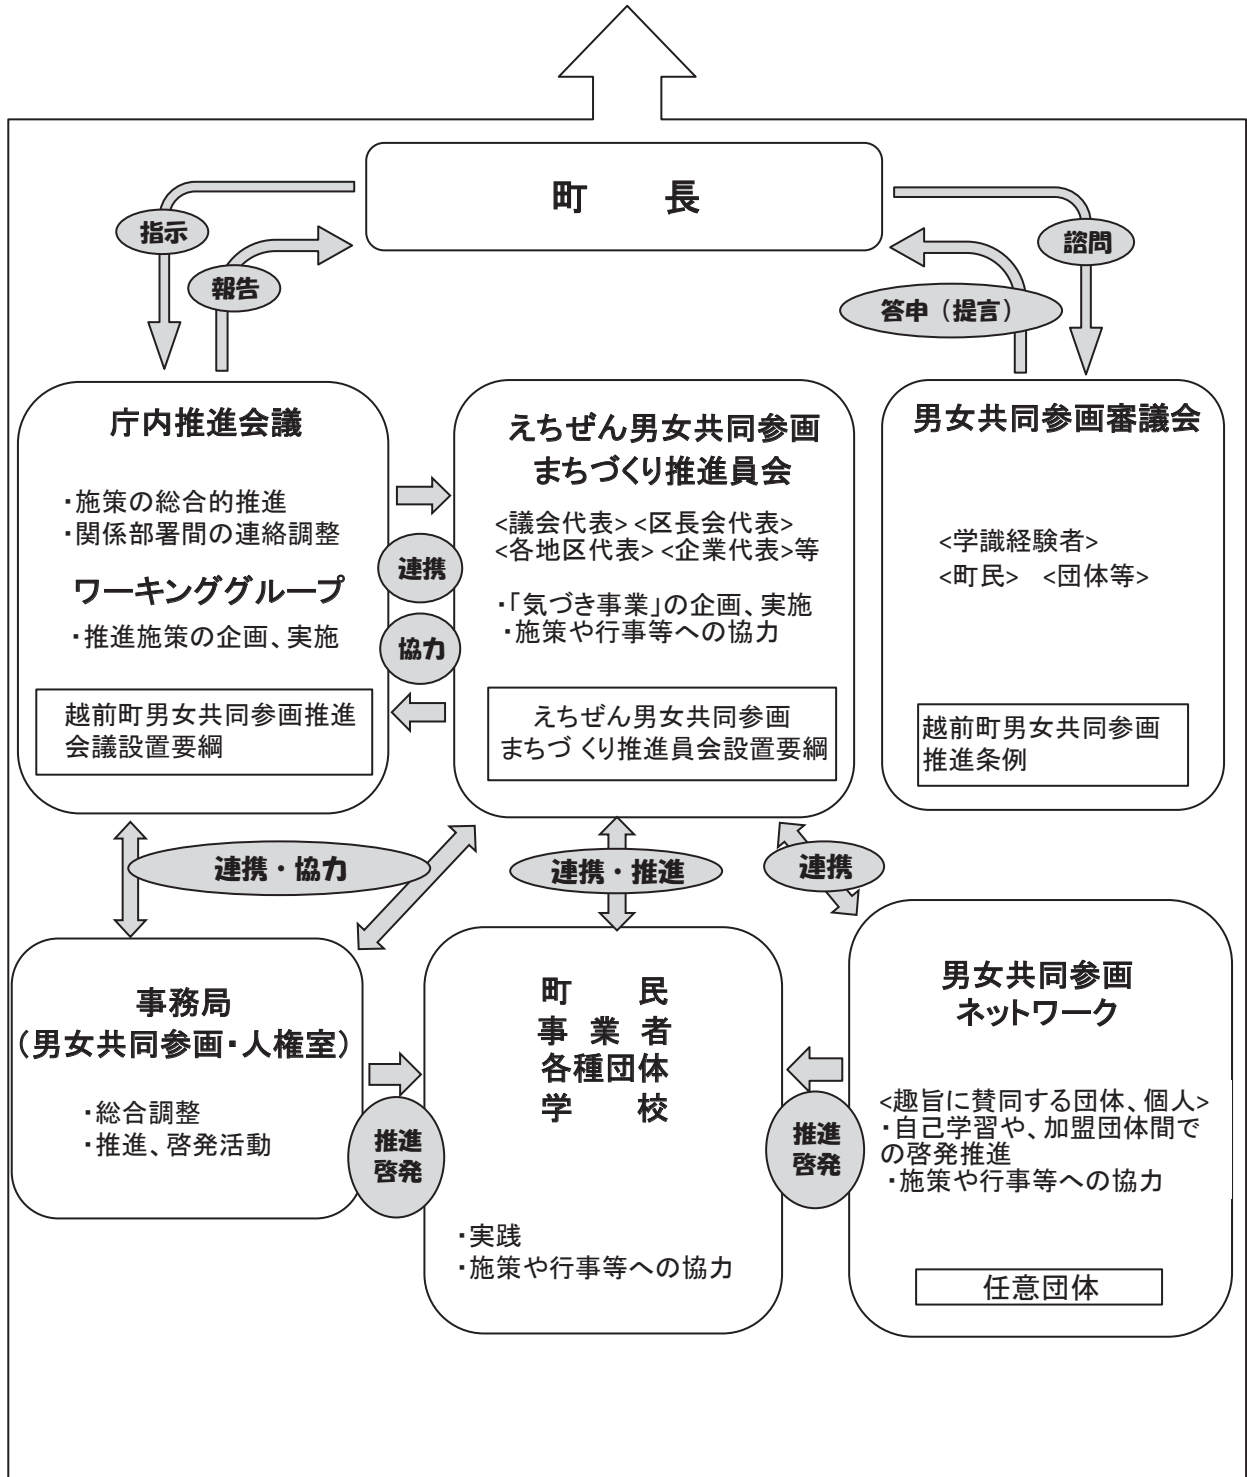 町　長
指示
報告
諮問
答申（提言）
庁内推進会議
・施策の総合的推進
・関係部署間の連絡調整
ワーキンググループ
・推進施策の企画、実施
越前町男女共同参画推進
会議設置要綱
連携
協力
えちぜん男女共同参画
まちづくり推進員会
<議会代表> <区長会代表>
<各地区代表> <企業代表>等
・「気づき事業」の企画、実施
・施策や行事等への協力
えちぜん男女共同参画
まちづくり推進員会設置要綱
男女共同参画審議会
<学識経験者>
<町民>　<団体等>
越前町男女共同参画
推進条例
連携・協力
連携・推進
連携
事務局
（男女共同参画・人権室）
・総合調整
・推進、啓発活動
推進
啓発
町　民
事　業　者
各種団体
学　校
・実践
・施策や行事等への協力
推進
啓発
男女共同参画
ネットワーク
<趣旨に賛同する団体、個人>
・自己学習や、加盟団体間で
の啓発推進
・施策や行事等への協力
任意団体